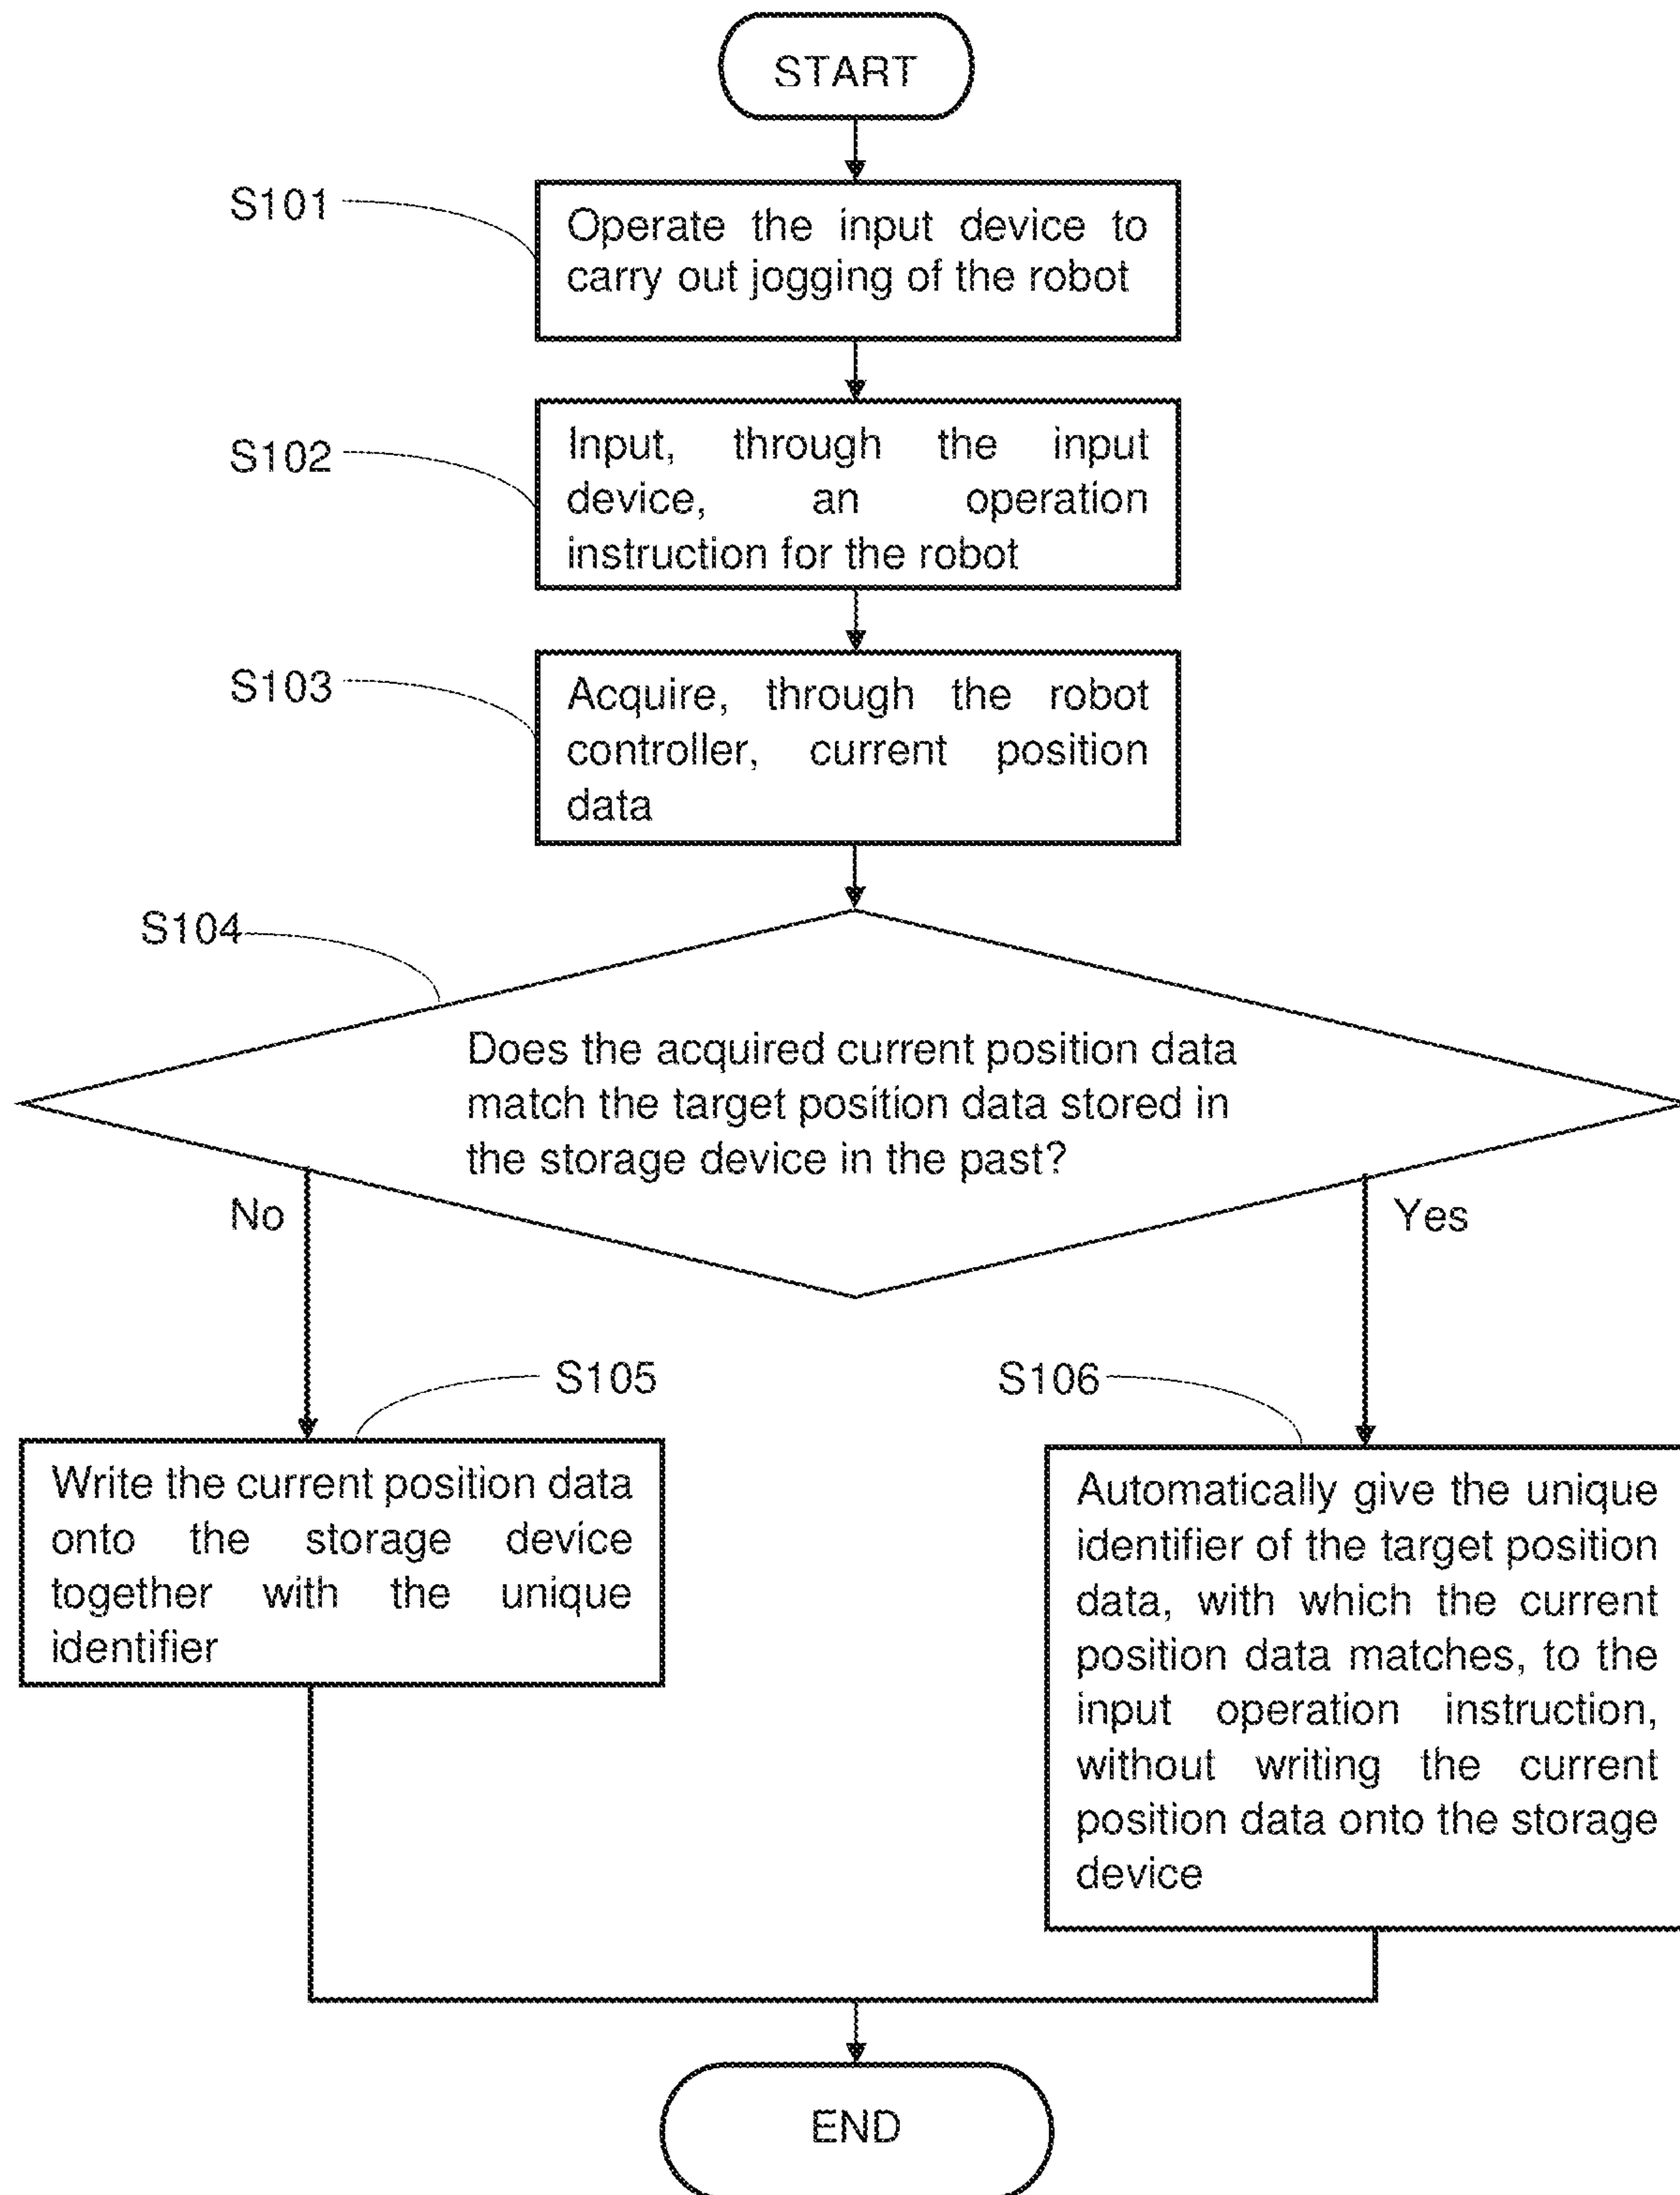 START
S101
Operate the input device to
carry out jogging of the robot
S102
Input, through the input
device, an operation
instruction for the robot
S103
Acquire, through the robot
controller, current position
data
S104
Does the acquired current position data
match the target position data stored in
the storage device in the past?
No
Yes
S105
S106
Write the current position data
onto the storage device
together with the unique
identifier
Automatically give the unique
identifier of the target position
data, with which the current
position data matches, to the
input operation instruction,
without writing the current
position data onto the storage
device
END